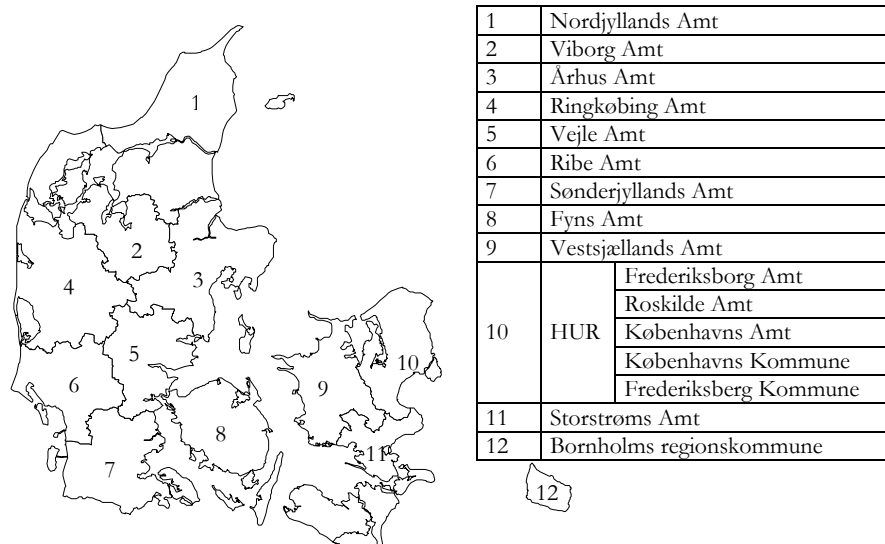 1
2
3
4
5
6
7
8
9
10
11
12
1 Nordjyllands Amt
2 Viborg Amt
3 Århus Amt
4 Ringkøbing Amt
5 Vejle Amt
6 Ribe Amt
7 Sønderjyllands Amt
8 Fyns Amt
9 Vestsjællands Amt
10 HUR Frederiksborg Amt
Roskilde Amt
Københavns Amt
Københavns Kommune
Frederiksberg Kommune
11 Storstrøms Amt
12 Bornholms regionskommune